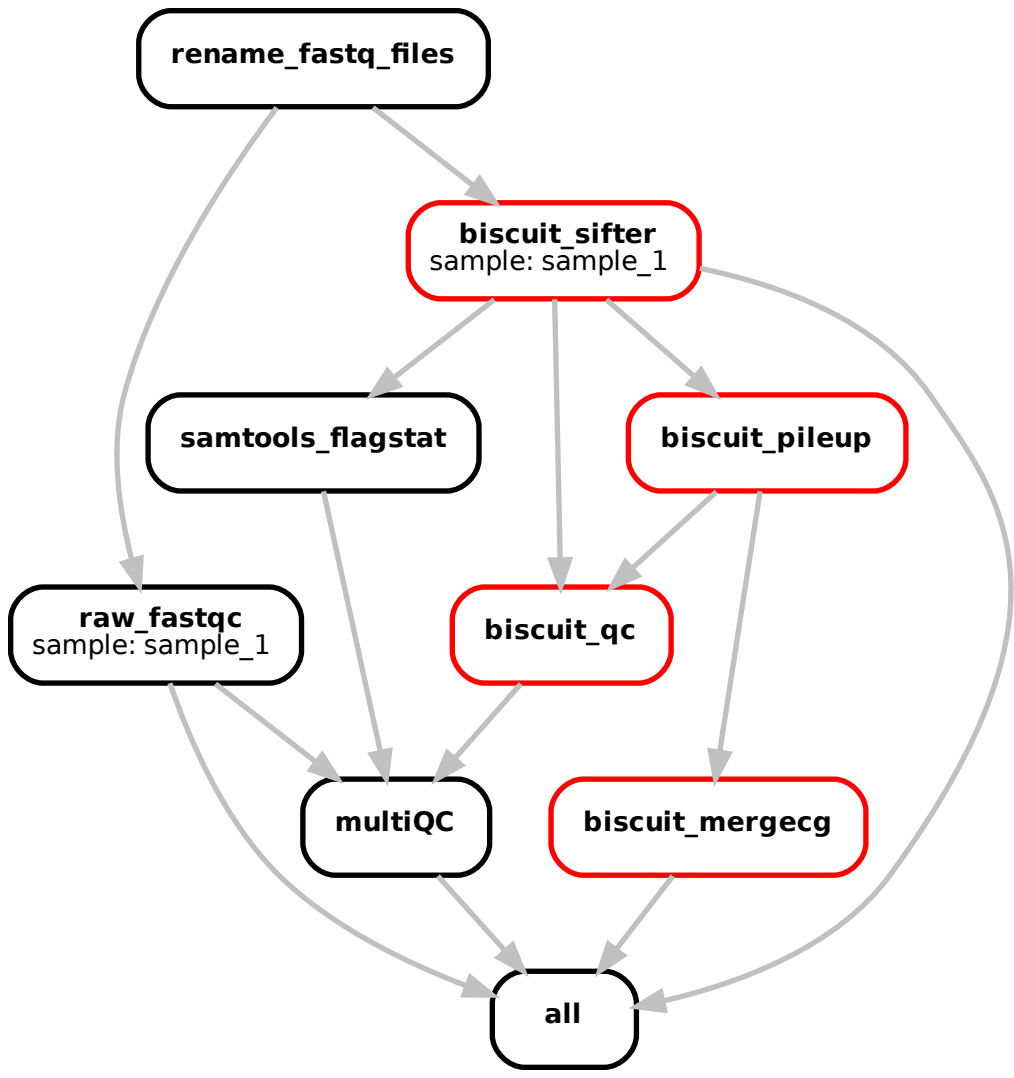 rename_fastq_files
biscuit_sifter
sample: sample_1
samtools_flagstat
biscuit_pileup
raw_fastqc
sample: sample_1
biscuit_qc
multiQC
biscuit_mergecg
all